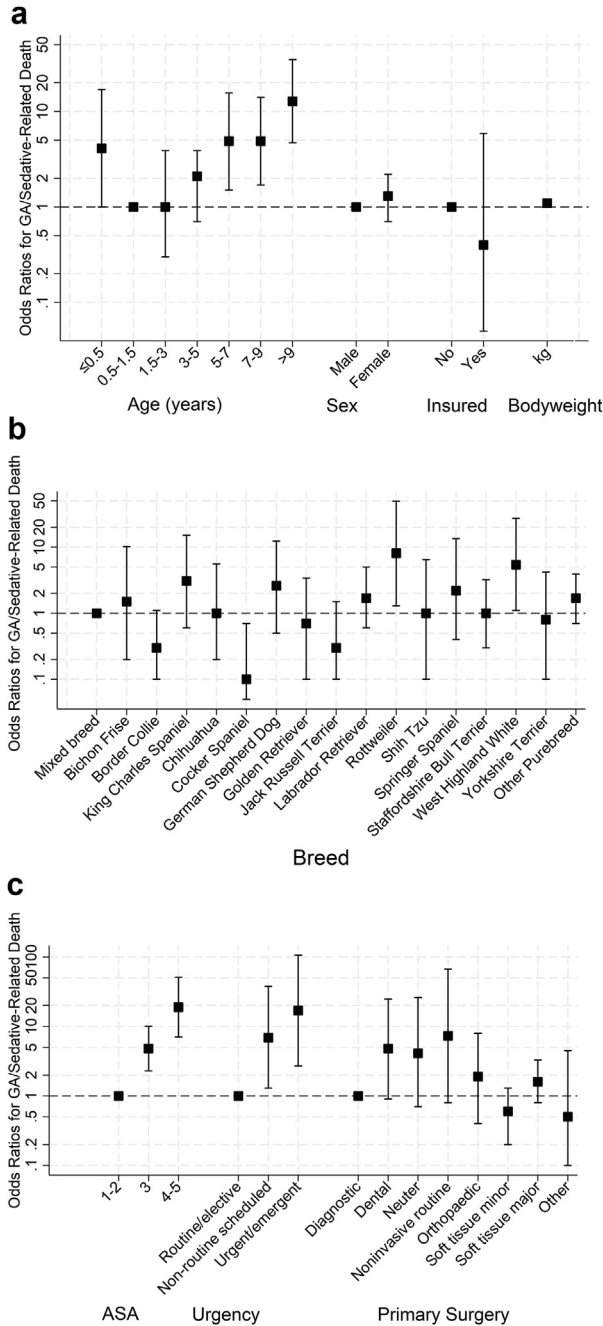 a
Odds Ratios for GA/Sedative-Related Death
50
20
10
5
2
1
.5
.2
.1
≤0.5
0.5-1.5
1.5-3
3-5
5-7
7-9
>9
Male
Female
No
Yes
kg
Age (years)
Sex
Insured
Bodyweight
b
Odds Ratios for GA/Sedative-Related Death
50
20
10
5
2
1
.5
.2
.1
Mixed breed
Bichon Frise
Border Collie
King Charles Spaniel
Chihuahua
Cocker Spaniel
German Shepherd Dog
Golden Retriever
Jack Russell Terrier
Labrador Retriever
Rottweiler
Shih Tzu
Springer Spaniel
Staffordshire Bull Terrier
West Highland White
Yorkshire Terrier
Other Purebreed
Breed
c
Odds Ratios for GA/Sedative-Related Death
100
50
20
10
5
2
1
.5
.2
.1
1-2
3
4-5
Routine/elective
Non-routine scheduled
Urgent/emergent
Diagnostic
Dental
Neuter
Noninvasive routine
Orthopaedic
Soft tissue minor
Soft tissue major
Other
ASA
Urgency
Primary Surgery